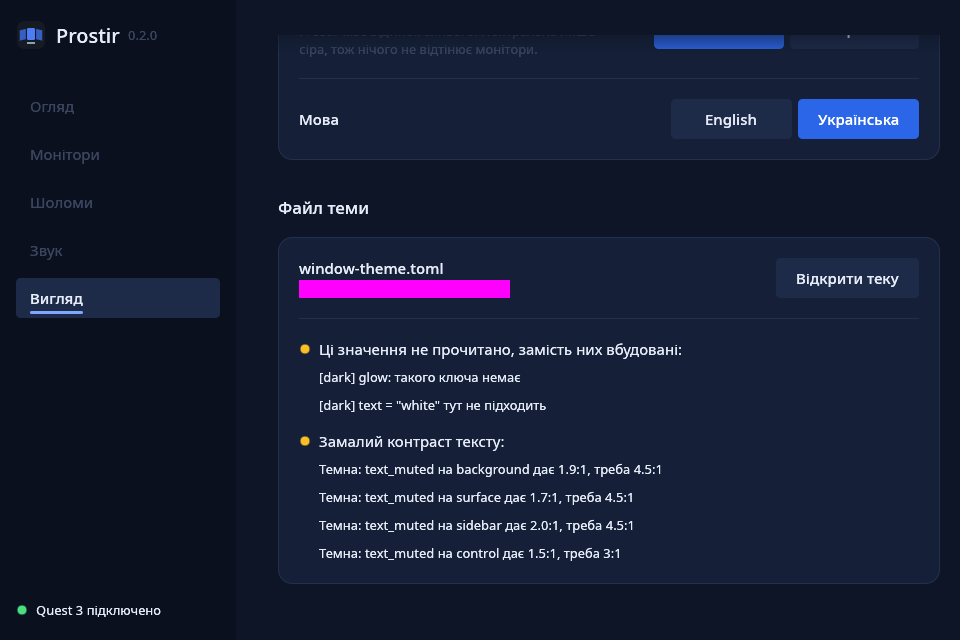 Prostir 0.2.0
Огляд
Монітори
Шоломи
Звук
Вигляд
Quest 3 підключено
сіра, тож нічого не відтінює монітори.
Мова
English
Українська
Файл теми
window-theme.toml
Відкрити теку
Ці значення не прочитано, замість них вбудовані:
[dark] glow: такого ключа немає
[dark] text = "white" тут не підходить
Замалий контраст тексту:
Темна: text_muted на background дає 1.9:1, треба 4.5:1
Темна: text_muted на surface дає 1.7:1, треба 4.5:1
Темна: text_muted на sidebar дає 2.0:1, треба 4.5:1
Темна: text_muted на control дає 1.5:1, треба 3:1